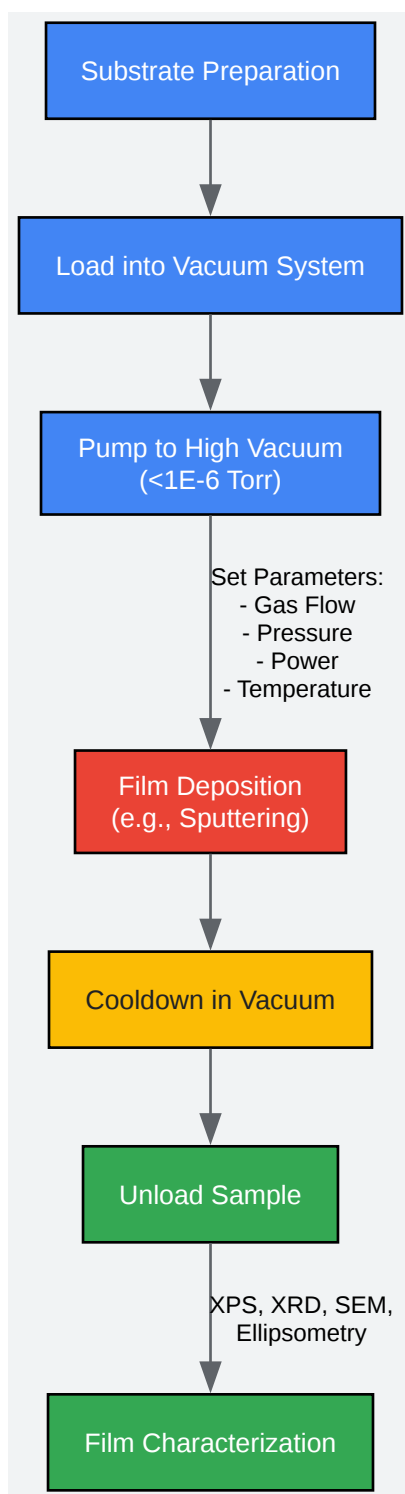 Substrate Preparation
Load into Vacuum System
Pump to High Vacuum
(<1E-6 Torr)
Set Parameters:
- Gas Flow
- Pressure
- Power
- Temperature
Film Deposition
(e.g., Sputtering)
Cooldown in Vacuum
Unload Sample
XPS, XRD, SEM,
Ellipsometry
Film Characterization